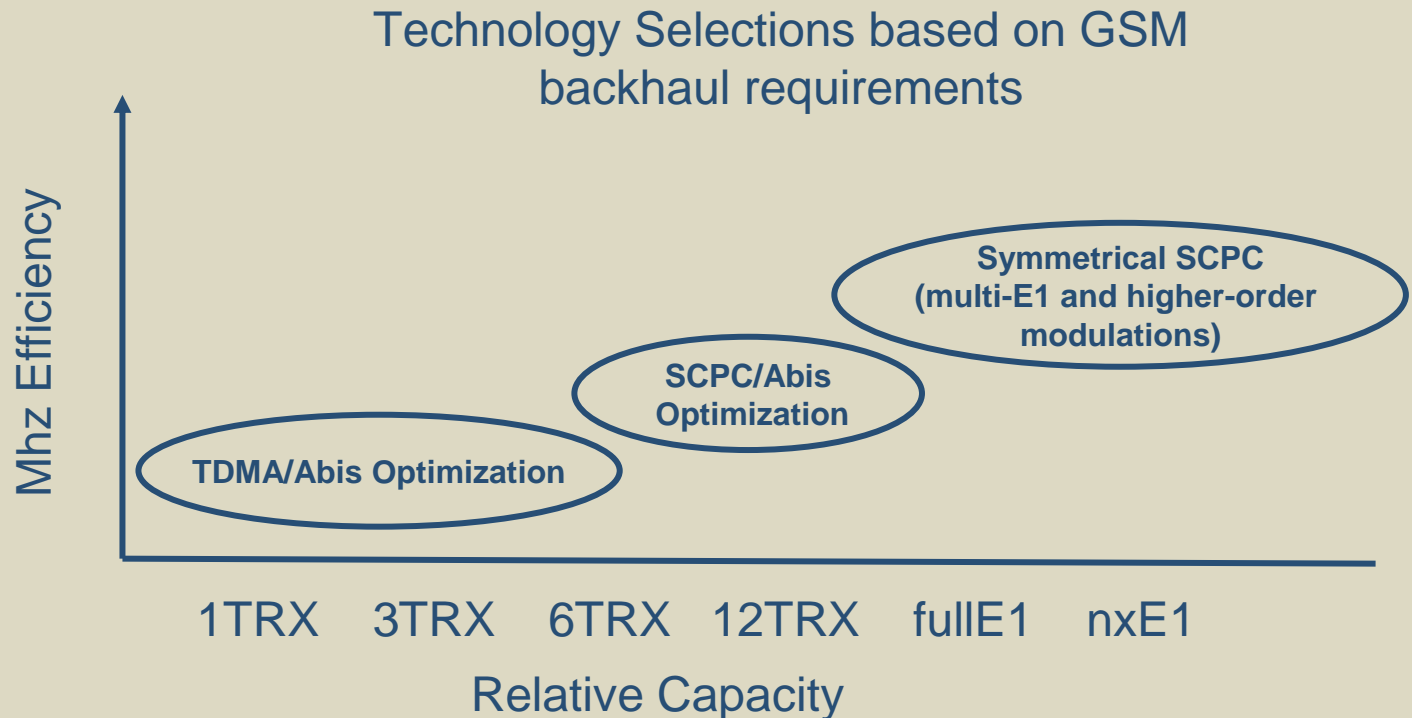 Technology Selections based on GSM
backhaul requirements
Mhz Efficiency
Symmetrical SCPC
(multi-E1 and higher-order
modulations)
SCPC/Abis
Optimization
TDMA/Abis Optimization
1TRX 3TRX 6TRX 12TRX fullE1 nxE1
Relative Capacity